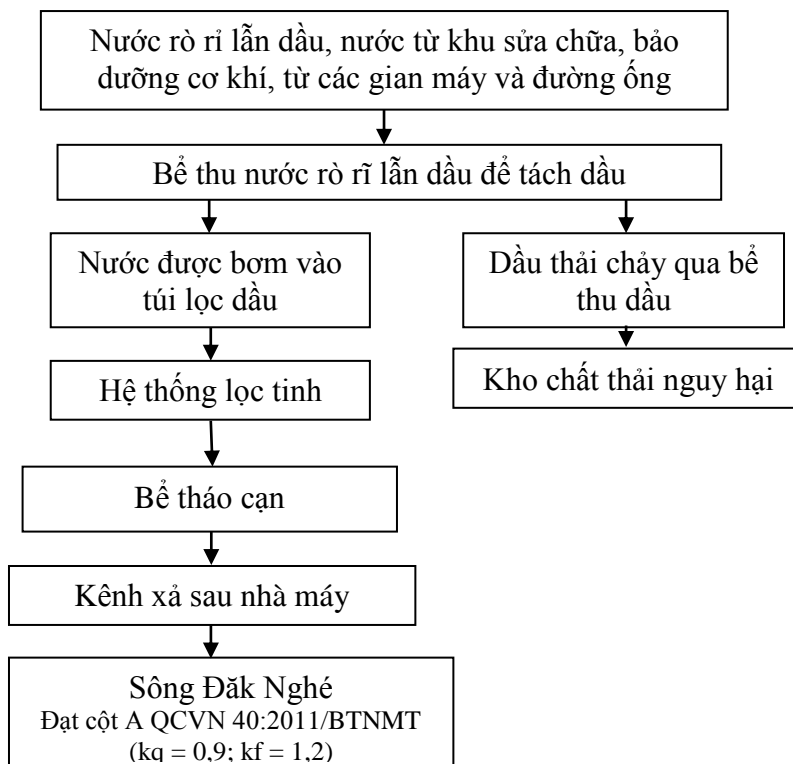 Nước rò rỉ lẫn dầu, nước từ khu sửa chữa, bảo
dưỡng cơ khí, từ các gian máy và đường ống
Bể thu nước rò rĩ lẫn dầu để tách dầu
Nước được bơm vào
túi lọc dầu
Dầu thải chảy qua bể
thu dầu
Hệ thống lọc tinh
Kho chất thải nguy hại
Bể tháo cạn
Kênh xả sau nhà máy
Sông Đăk Nghé
Đạt cột A QCVN 40:2011/BTNMT
(kq = 0,9; kf = 1,2)